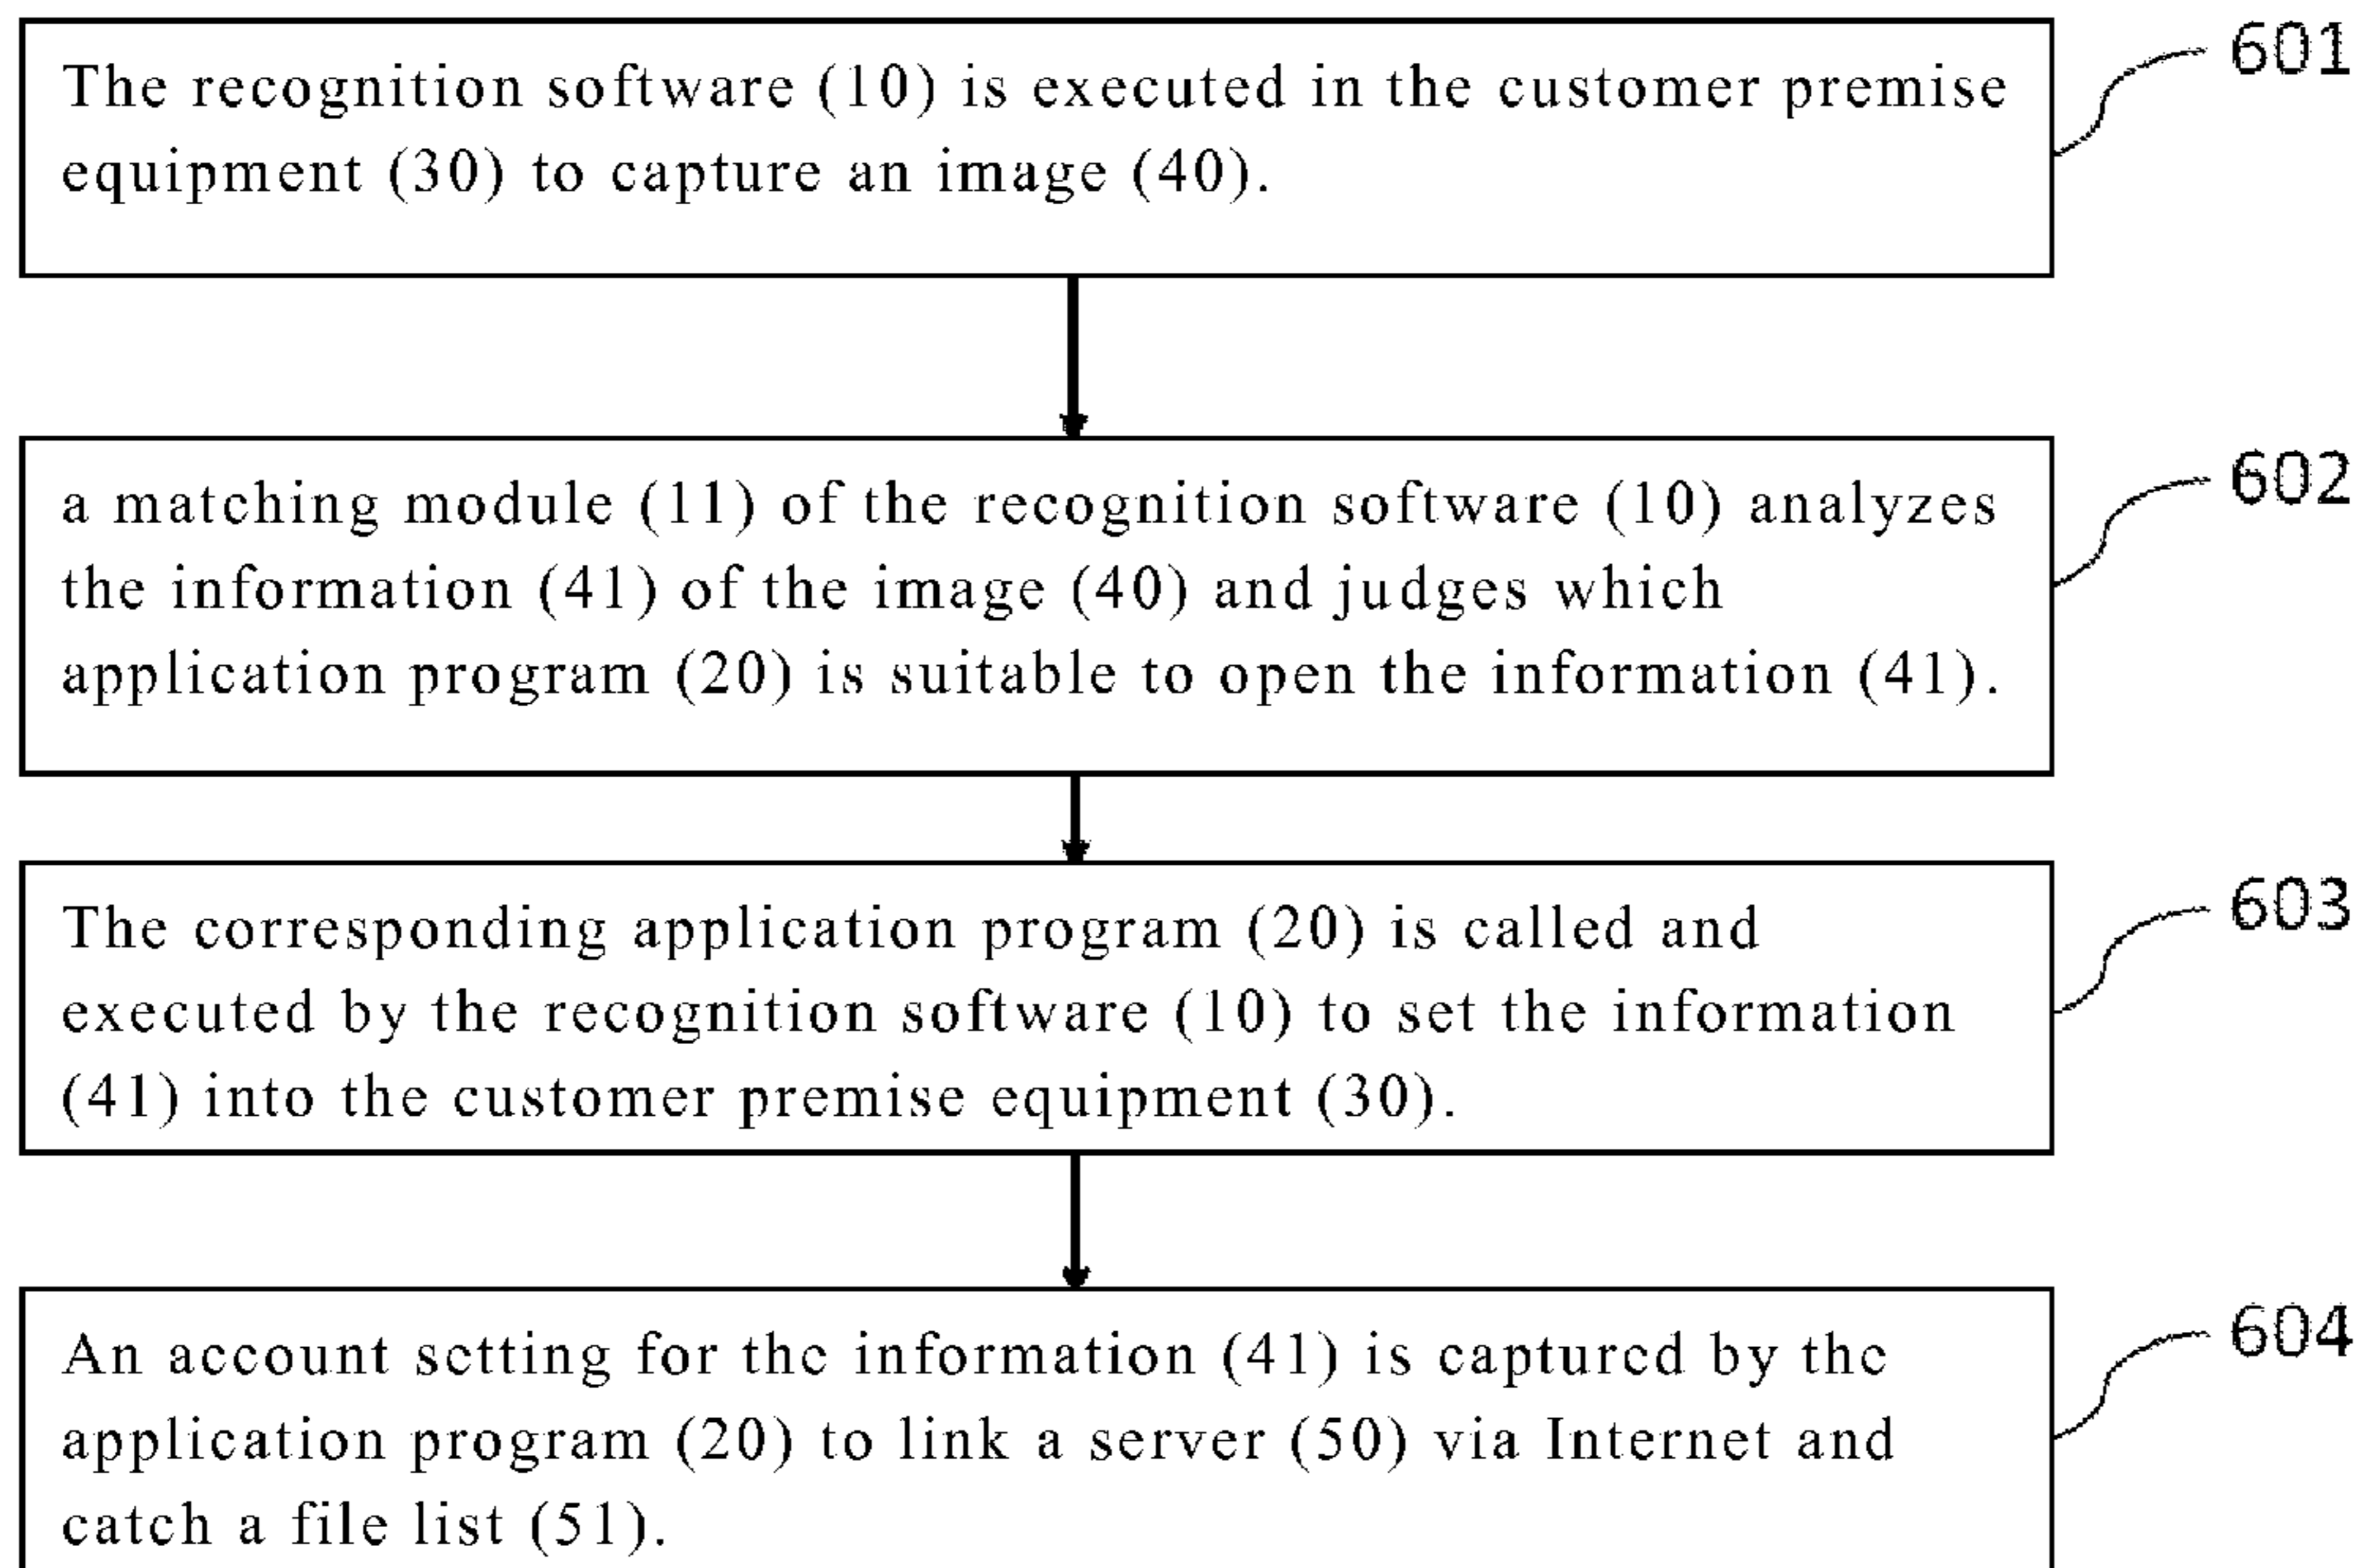 The recognition software (10) is executed in the customer premise
equipment (30) to capture an image (40).
601
a matching module (11) of the recognition software (10) analyzes
the information (41) of the image (40) and judges which
application program (20) is suitable to open the information (41).
602
The corresponding application program (20) is called and
executed by the recognition software (10) to set the information
(41) into the customer premise equipment (30).
603
An account setting for the information (41) is captured by the
application program (20) to link a server (50) via Internet and
catch a file list (51).
604